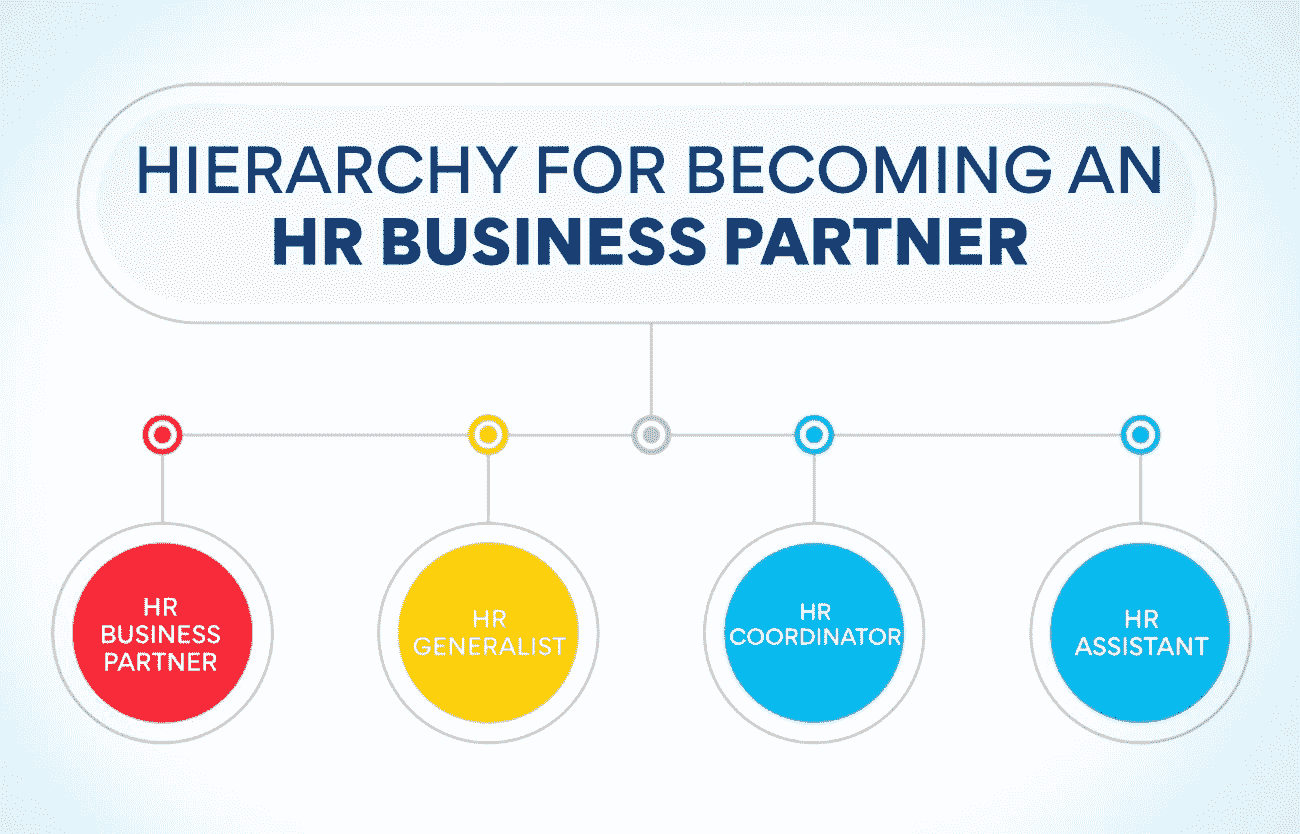 HIERARCHY FOR BECOMING AN
HR BUSINESS PARTNER
HR
BUSINESS
PARTNER
HR
GENERALIST
HR
COORDINATOR
HR
ASSISTANT